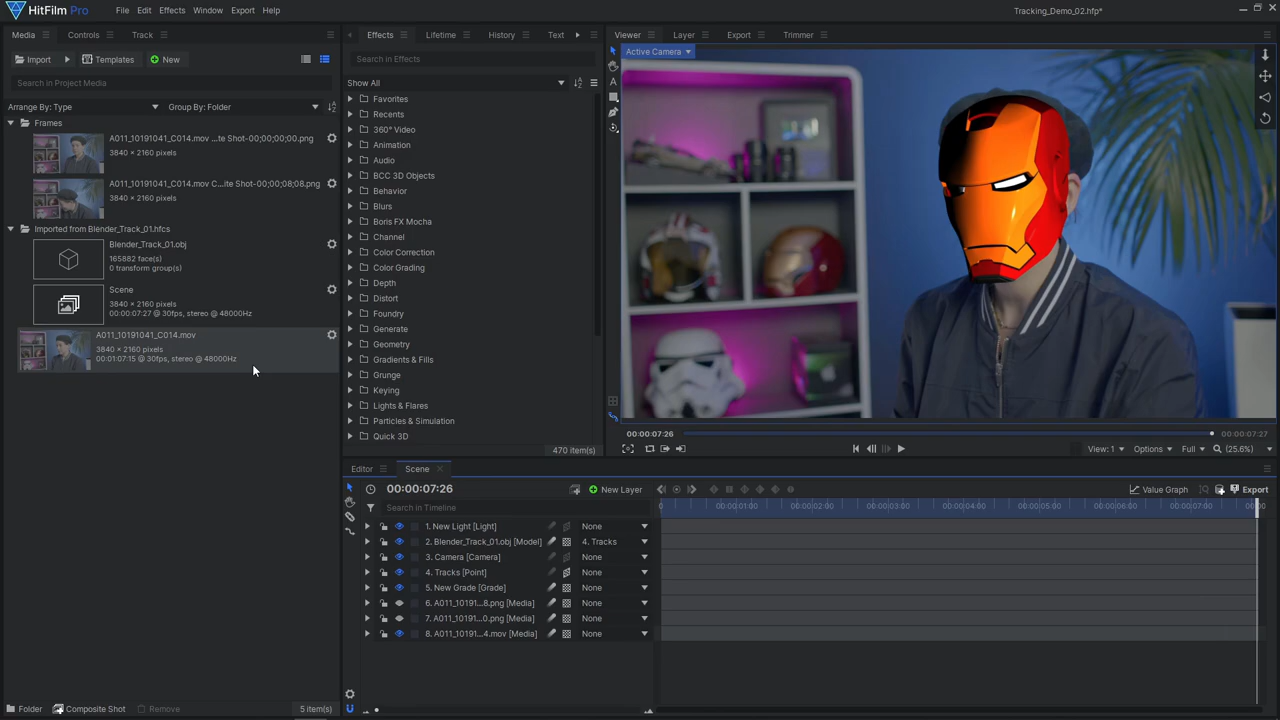 HitFilm Pro
Tracking_Demo_02.hfp*
File Edit Effects Window Export Help
Media Controls Track
Import Templates New
Search in Project Media
Arrange By: Type Group By: Folder
Frames
A011_10191041_C014.mov ...te Shot-00;00;00;00.png
3840 × 2160 pixels
A011_10191041_C014.mov C...ite Shot-00;00;08;08.png
3840 × 2160 pixels
Imported from Blender_Track_01.hfcs
Blender_Track_01.obj
165882 face(s)
0 transform group(s)
Scene
3840 × 2160 pixels
00:00:07:27 @ 30fps, stereo @ 48000Hz
A011_10191041_C014.mov
3840 × 2160 pixels
00:01:07:15 @ 30fps, stereo @ 48000Hz
Folder Composite Shot Remove 5 item(s)
Effects Lifetime History Text
Search in Effects
Show All
Favorites
Recents
360° Video
Animation
Audio
BCC 3D Objects
Behavior
Blurs
Boris FX Mocha
Channel
Color Correction
Color Grading
Depth
Distort
Foundry
Generate
Geometry
Gradients & Fills
Grunge
Keying
Lights & Flares
Particles & Simulation
Quick 3D
470 item(s)
Viewer Layer Export Trimmer
Active Camera
00:00:07:26 00:00:07:27
View: 1 Options Full (25.6%)
Editor Scene
00:00:07:26 New Layer Value Graph Export
Search in Timeline
0 00:00:01:00 00:00:02:00 00:00:03:00 00:00:04:00 00:00:05:00 00:00:06:00 00:00:07:00 00:00
1. New Light [Light] None
2. Blender_Track_01.obj [Model] 4. Tracks
3. Camera [Camera] None
4. Tracks [Point] None
5. New Grade [Grade] None
6. A011_10191...8.png [Media] None
7. A011_10191...0.png [Media] None
8. A011_10191...4.mov [Media] None